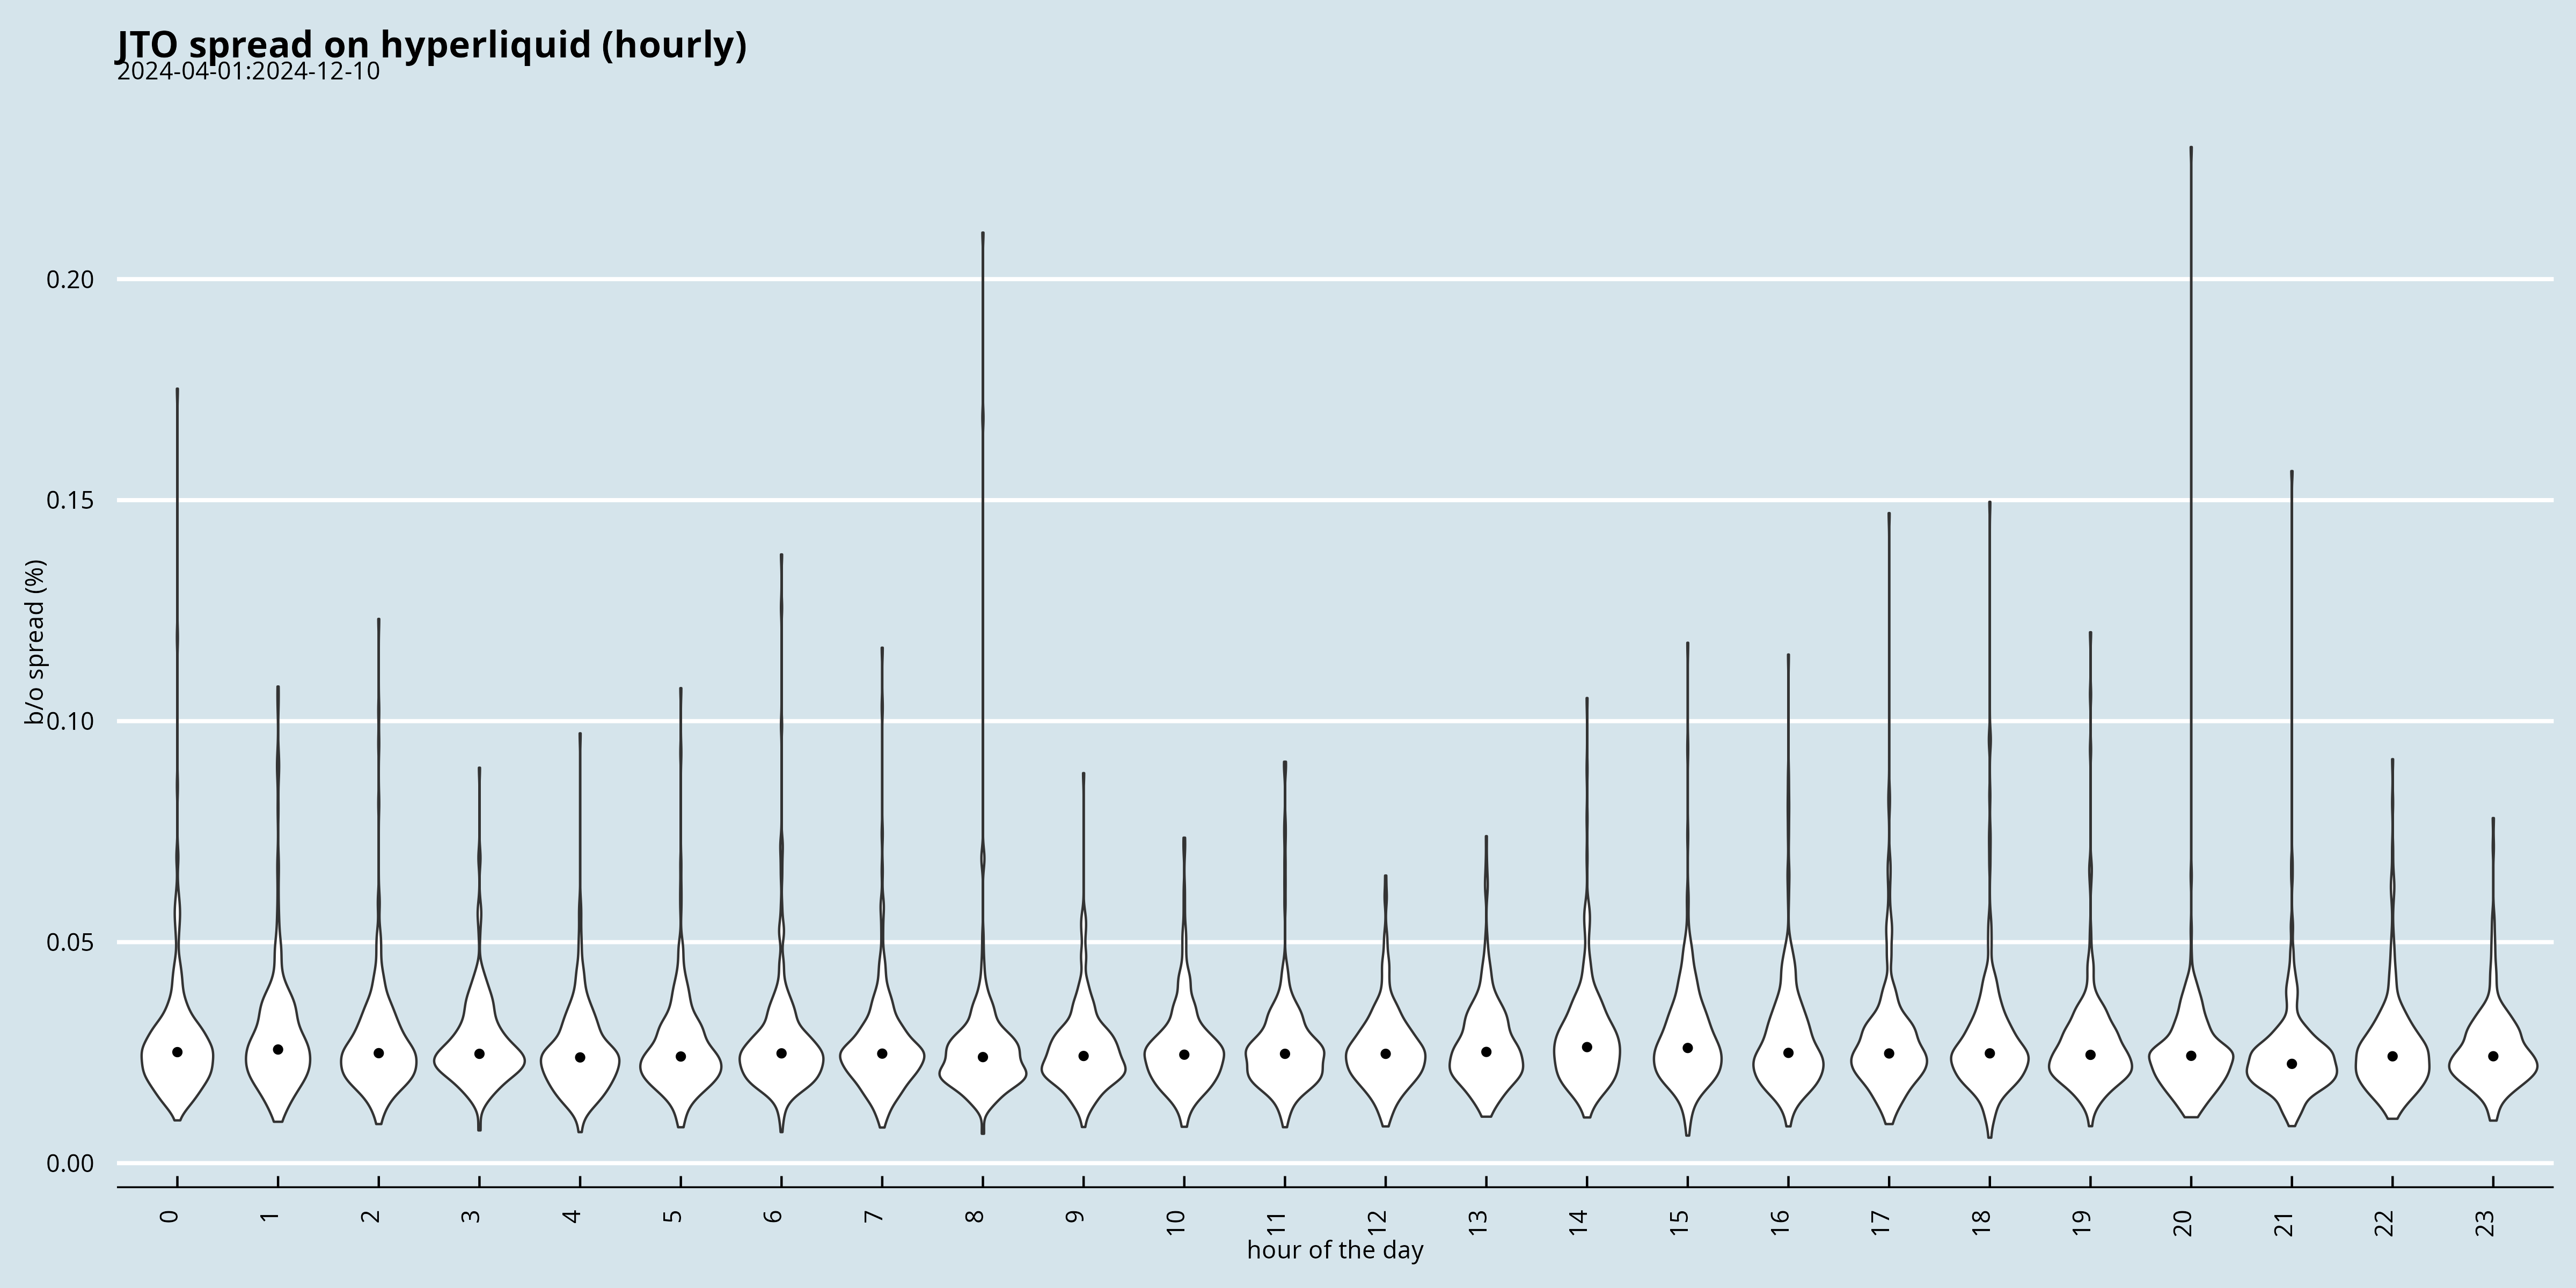 JTO spread on hyperliquid (hourly)
2024-04-01:2024-12-10
b/o spread (%)
0.20
0.15
0.10
0.05
0.00
0 1 2 3 4 5 6 7 8 9 10 11 12 13 14 15 16 17 18 19 20 21 22 23
hour of the day